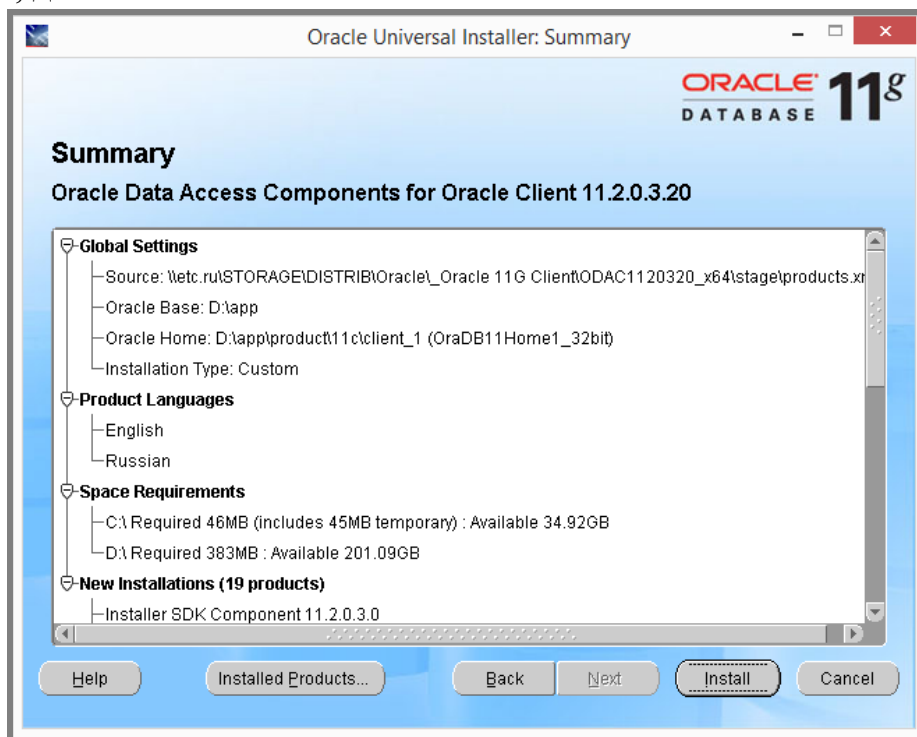 Oracle Universal Installer: Summary
ORACLE 11g
DATABASE
Summary
Oracle Data Access Components for Oracle Client 11.2.0.3.20
Global Settings
Source: \\etc.ru\STORAGE\DISTRIB\Oracle\_Oracle 11G Client\ODAC1120320_x64\stage\products.xr
Oracle Base: D:\app
Oracle Home: D:\app\product\11c\client_1 (OraDB11Home1_32bit)
Installation Type: Custom
Product Languages
English
Russian
Space Requirements
C:\ Required 46MB (includes 45MB temporary) : Available 34.92GB
D:\ Required 383MB : Available 201.09GB
New Installations (19 products)
Installer SDK Component 11.2.0.3.0
Help Installed Products... Back Next Install Cancel